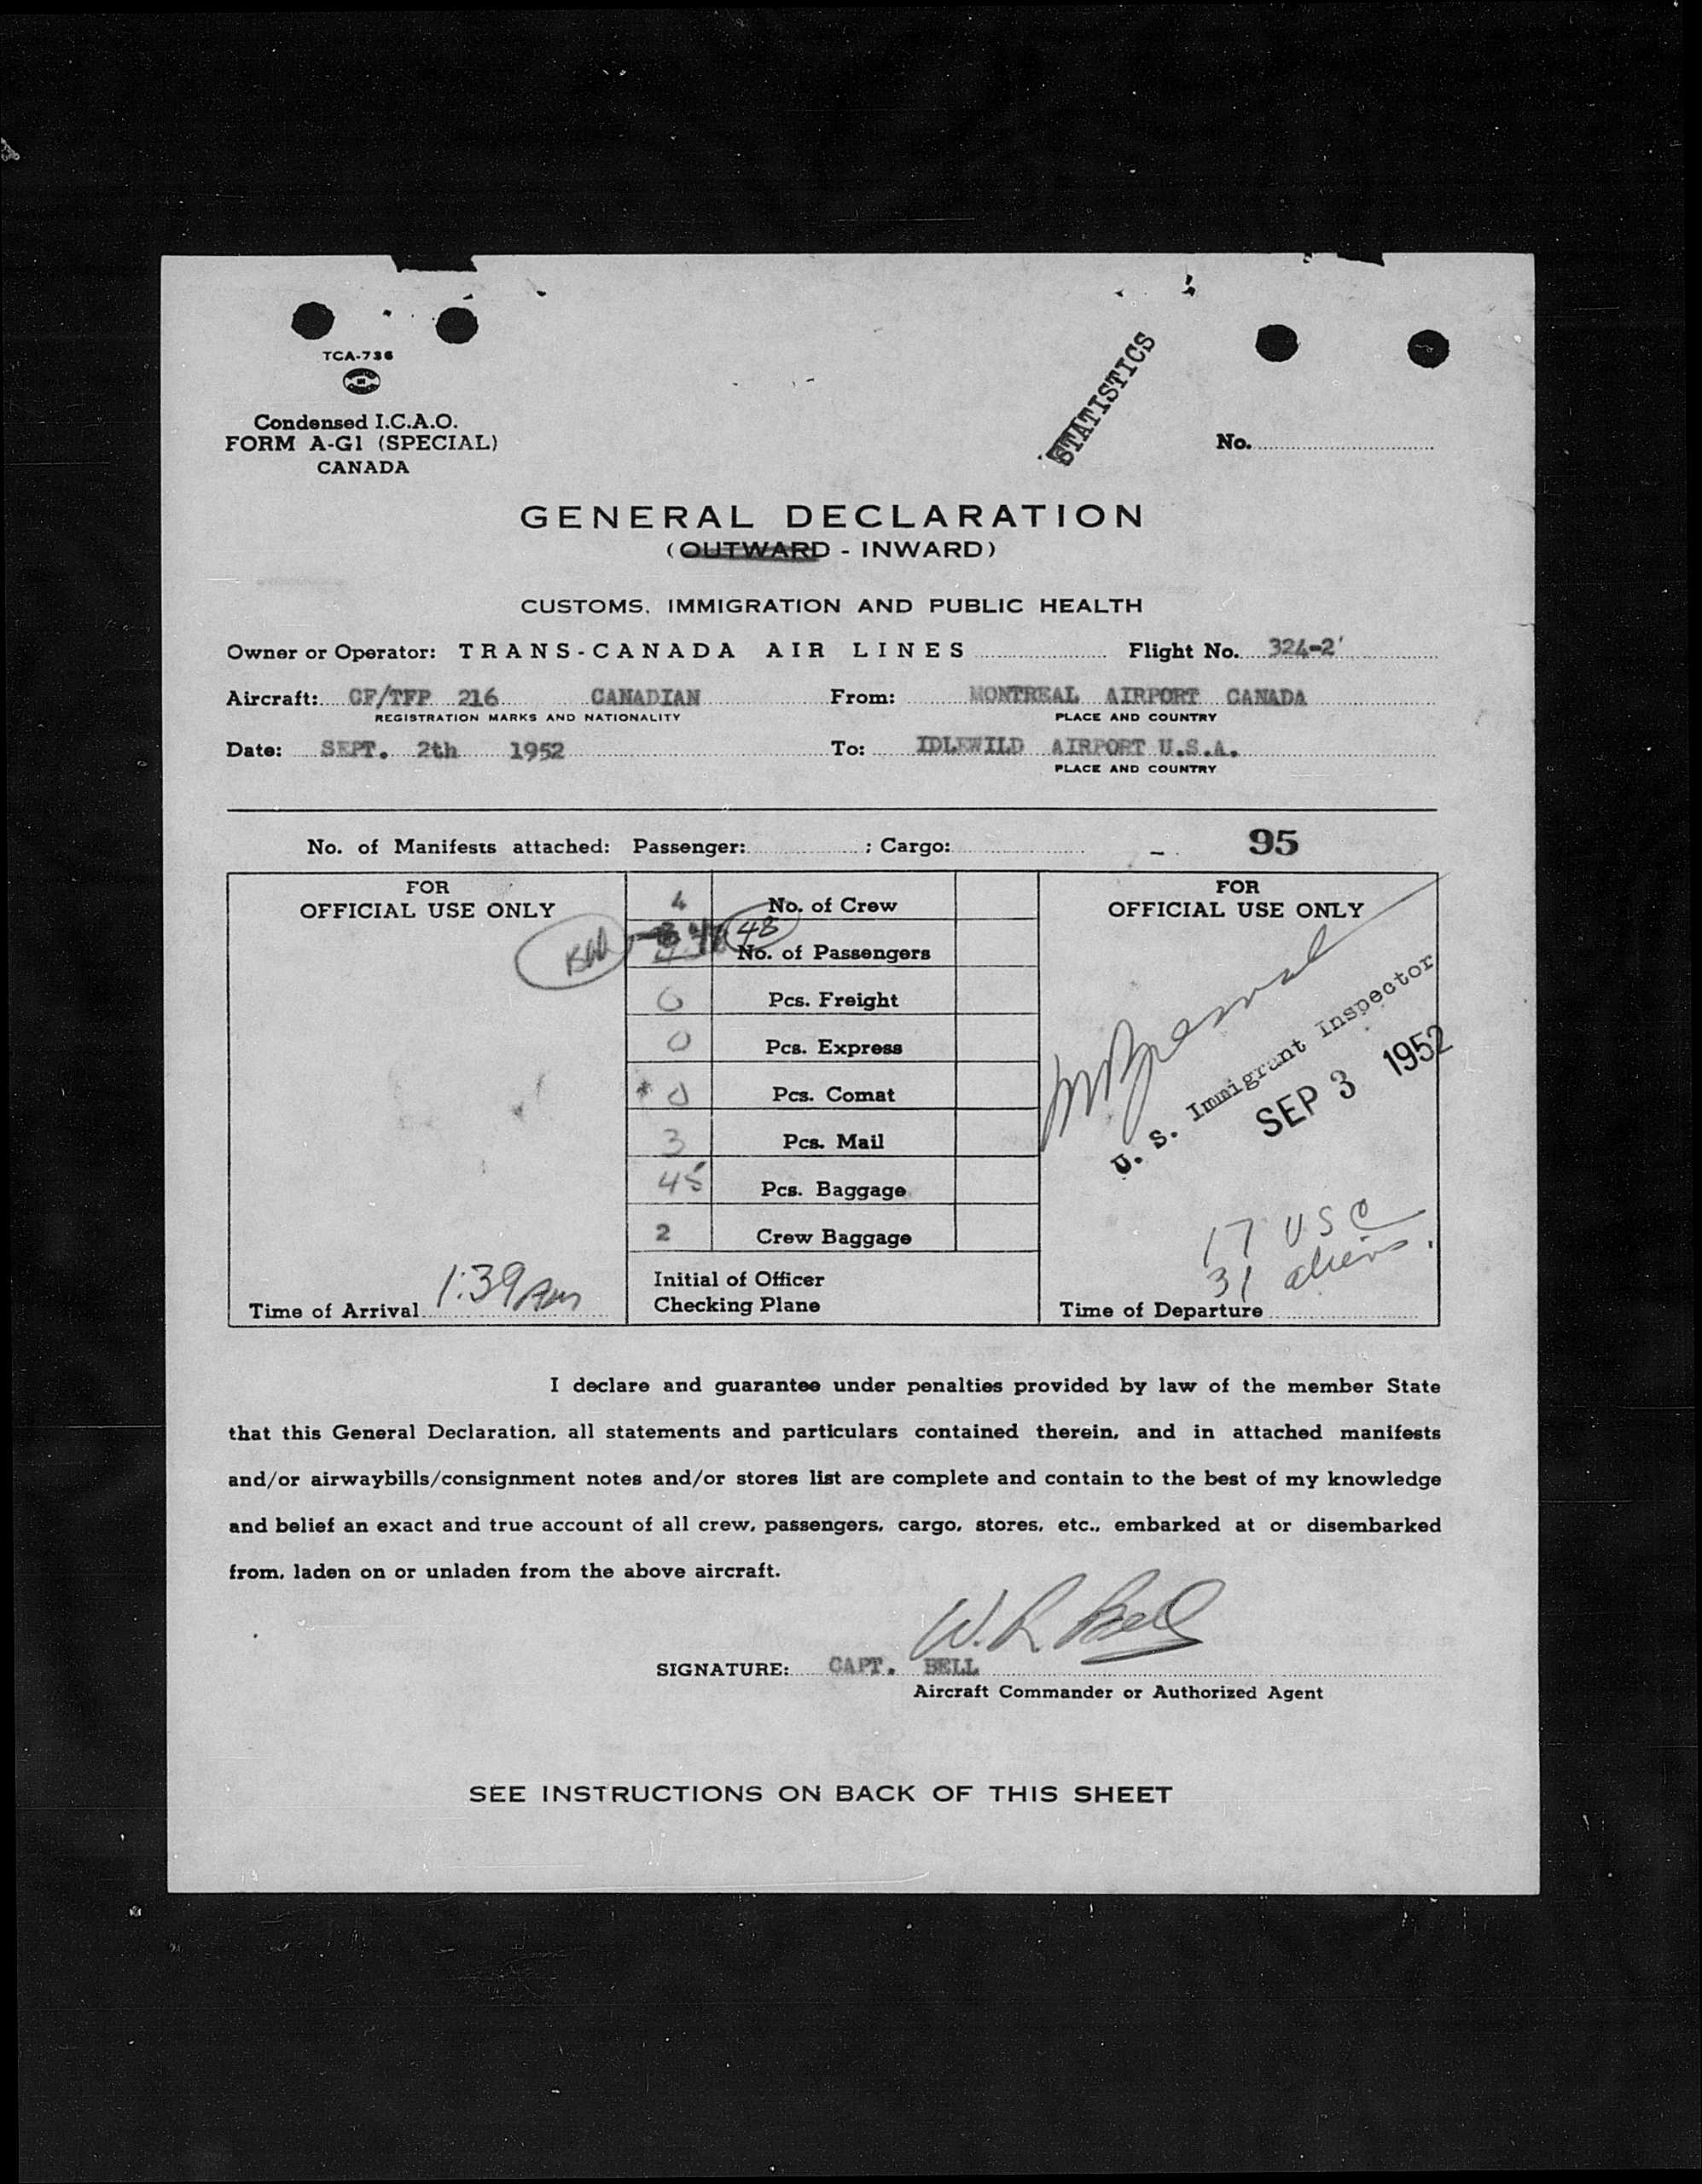 TCA-736
Condensed I.C.A.O.
FORM A-G1 (SPECIAL)
CANADA
STATISTICS
No.
GENERAL DECLARATION
(OUTWARD - INWARD)
CUSTOMS, IMMIGRATION AND PUBLIC HEALTH
Owner or Operator: TRANS-CANADA AIR LINES Flight No. 324-2
Aircraft: CF/TFP 216 CANADIAN From: MONTREAL AIRPORT CANADA
REGISTRATION MARKS AND NATIONALITY PLACE AND COUNTRY
Date: SEPT. 2th 1952 To: IDLEWILD AIRPORT U.S.A.
PLACE AND COUNTRY
No. of Manifests attached: Passenger: ; Cargo: - 95
FOR
OFFICIAL USE ONLY
4 No. of Crew
48 No. of Passengers
0 Pcs. Freight
0 Pcs. Express
0 Pcs. Comat
3 Pcs. Mail
45 Pcs. Baggage
2 Crew Baggage
Initial of Officer
Checking Plane
Time of Arrival 1:39 Am
FOR
OFFICIAL USE ONLY
U. S. Immigrant Inspector
SEP 3 1952
17 USC
31 aliens.
Time of Departure
I declare and guarantee under penalties provided by law of the member State
that this General Declaration, all statements and particulars contained therein, and in attached manifests
and/or airwaybills/consignment notes and/or stores list are complete and contain to the best of my knowledge
and belief an exact and true account of all crew, passengers, cargo, stores, etc., embarked at or disembarked
from, laden on or unladen from the above aircraft.
W. R. Bell
SIGNATURE: CAPT. BELL
Aircraft Commander or Authorized Agent
SEE INSTRUCTIONS ON BACK OF THIS SHEET